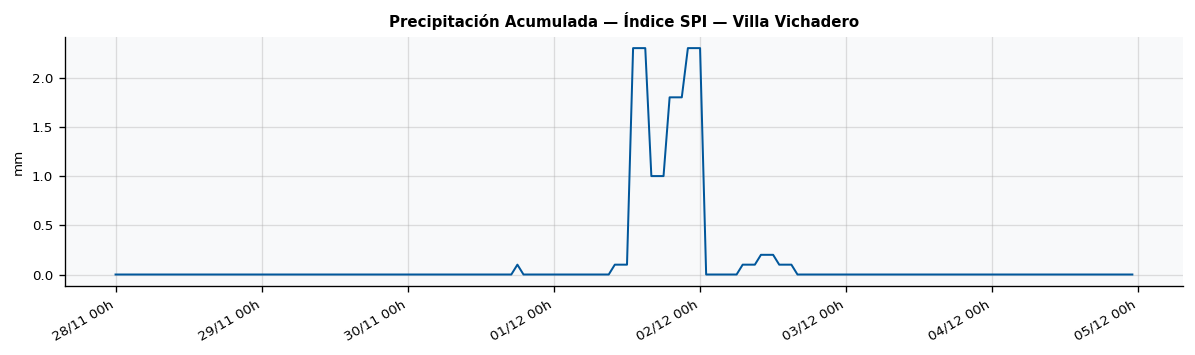 Precipitación Acumulada — Índice SPI — Villa Vichadero
mm
2.0
1.5
1.0
0.5
0.0
28/11 00h
29/11 00h
30/11 00h
01/12 00h
02/12 00h
03/12 00h
04/12 00h
05/12 00h